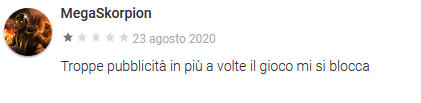 MegaSkorpion
23 agosto 2020
Troppe pubblicità in più a volte il gioco mi si blocca